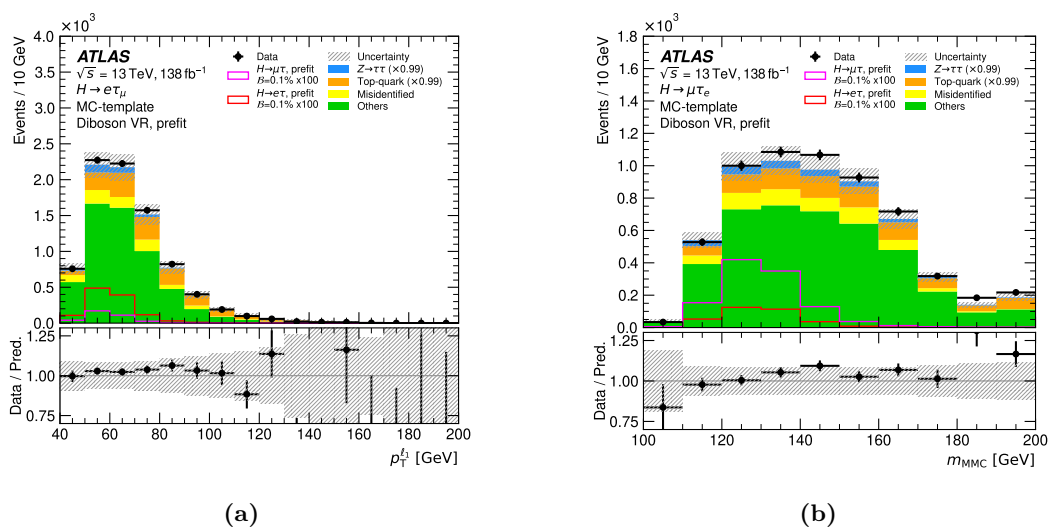 ×10³
Events / 10 GeV
4.0
3.5
3.0
2.5
2.0
1.5
1.0
0.5
0.0
ATLAS
√s = 13 TeV, 138 fb⁻¹
H→eτμ
MC-template
Diboson VR, prefit
Data
H→μτ, prefit
B=0.1% x100
H→eτ, prefit
B=0.1% x100
Uncertainty
Z→ττ (×0.99)
Top-quark (×0.99)
Misidentified
Others
Data / Pred.
1.25
1.00
0.75
40 60 80 100 120 140 160 180 200
p_T^ℓ₁ [GeV]
(a)
×10³
Events / 10 GeV
1.8
1.6
1.4
1.2
1.0
0.8
0.6
0.4
0.2
0.0
ATLAS
√s = 13 TeV, 138 fb⁻¹
H→μτe
MC-template
Diboson VR, prefit
Data
H→μτ, prefit
B=0.1% x100
H→eτ, prefit
B=0.1% x100
Uncertainty
Z→ττ (×0.99)
Top-quark (×0.99)
Misidentified
Others
Data / Pred.
1.25
1.00
0.75
100 120 140 160 180 200
m_MMC [GeV]
(b)